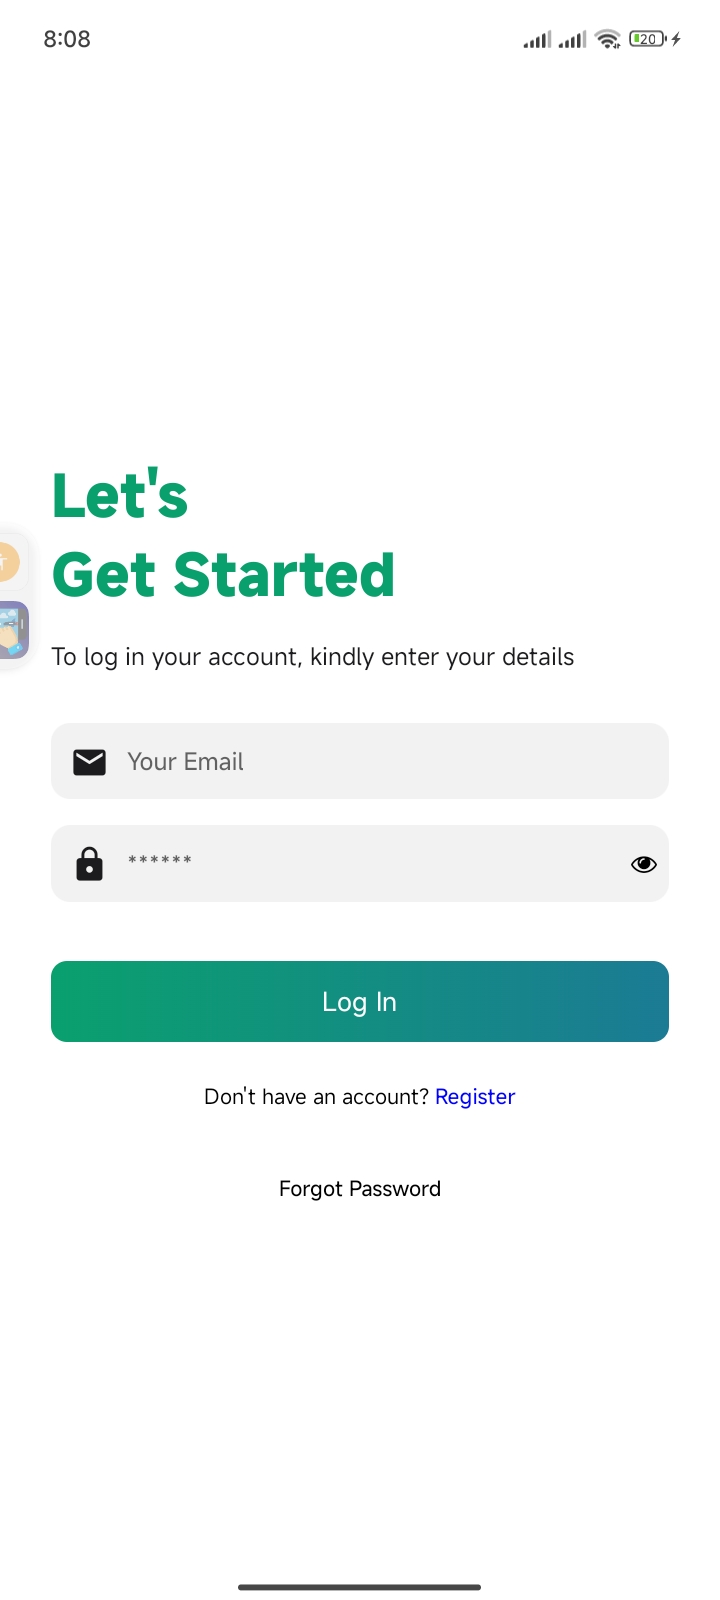 8:08
20
Let's
Get Started
To log in your account, kindly enter your details
Your Email
******
Log In
Don't have an account? Register
Forgot Password